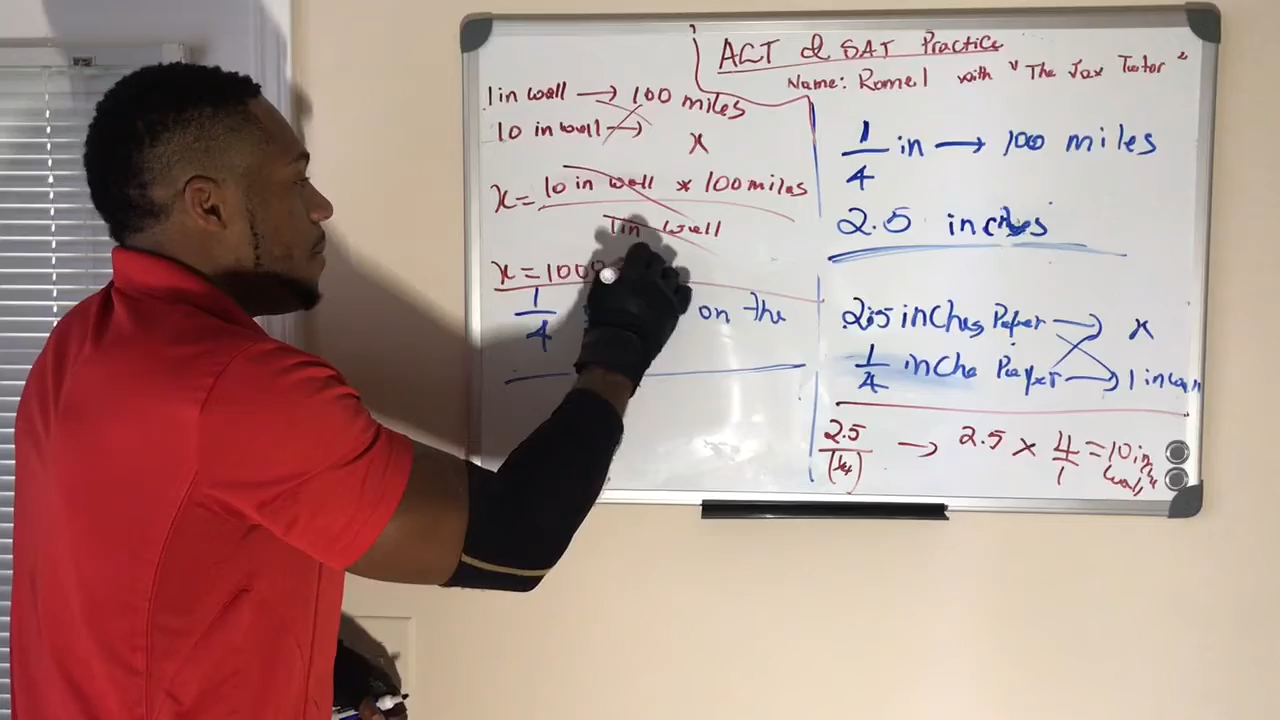 ACT & SAT Practice
Name: Romel with "The Jax Tutor"
1 in wall → 100 miles
10 in wall → x
x = 10 in wall * 100 miles
1 in wall
x = 1000
1/4 on the
1/4 in → 100 miles
2.5 inches
2.5 inches Paper → x
1/4 inche Paper → 1 in wall
2.5/(1/4) → 2.5 × 4/1 = 10 in
wall